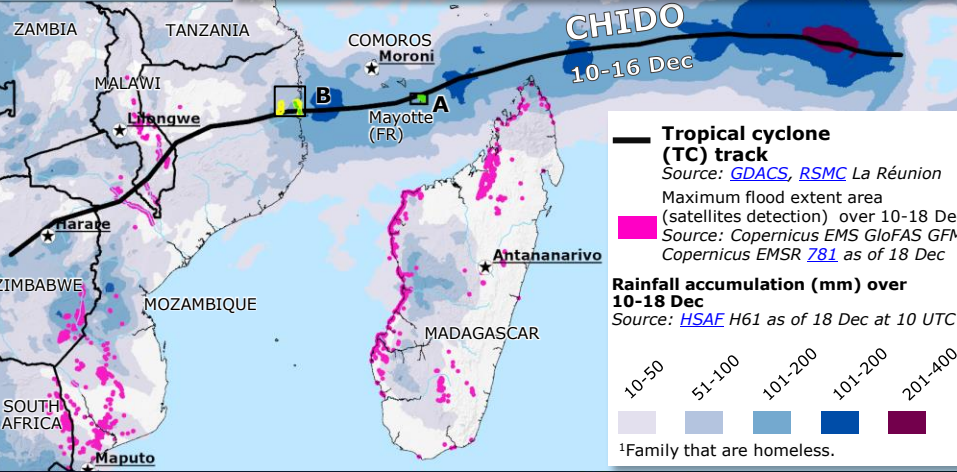 ZAMBIA
TANZANIA
COMOROS
Moroni
CHIDO
10-16 Dec
MALAWI
B
A
Mayotte
(FR)
Lilongwe
Harare
ZIMBABWE
MOZAMBIQUE
Antananarivo
MADAGASCAR
SOUTH
AFRICA
Maputo
Tropical cyclone
(TC) track
Source: GDACS, RSMC La Réunion
Maximum flood extent area
(satellites detection) over 10-18 De
Source: Copernicus EMS GloFAS GFM
Copernicus EMSR 781 as of 18 Dec
Rainfall accumulation (mm) over
10-18 Dec
Source: HSAF H61 as of 18 Dec at 10 UTC
10-50
51-100
101-200
101-200
201-400
¹Family that are homeless.